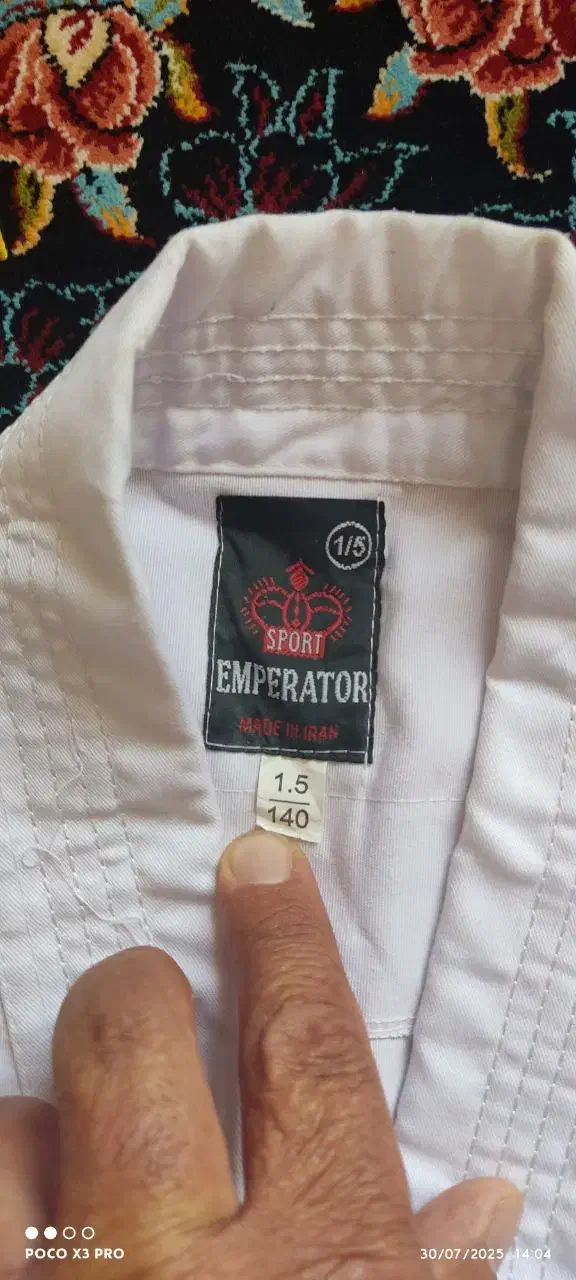 1/5
SPORT
EMPERATOR
MADE IN IRAN
1.5
140
POCO X3 PRO
30/07/2025 14:04